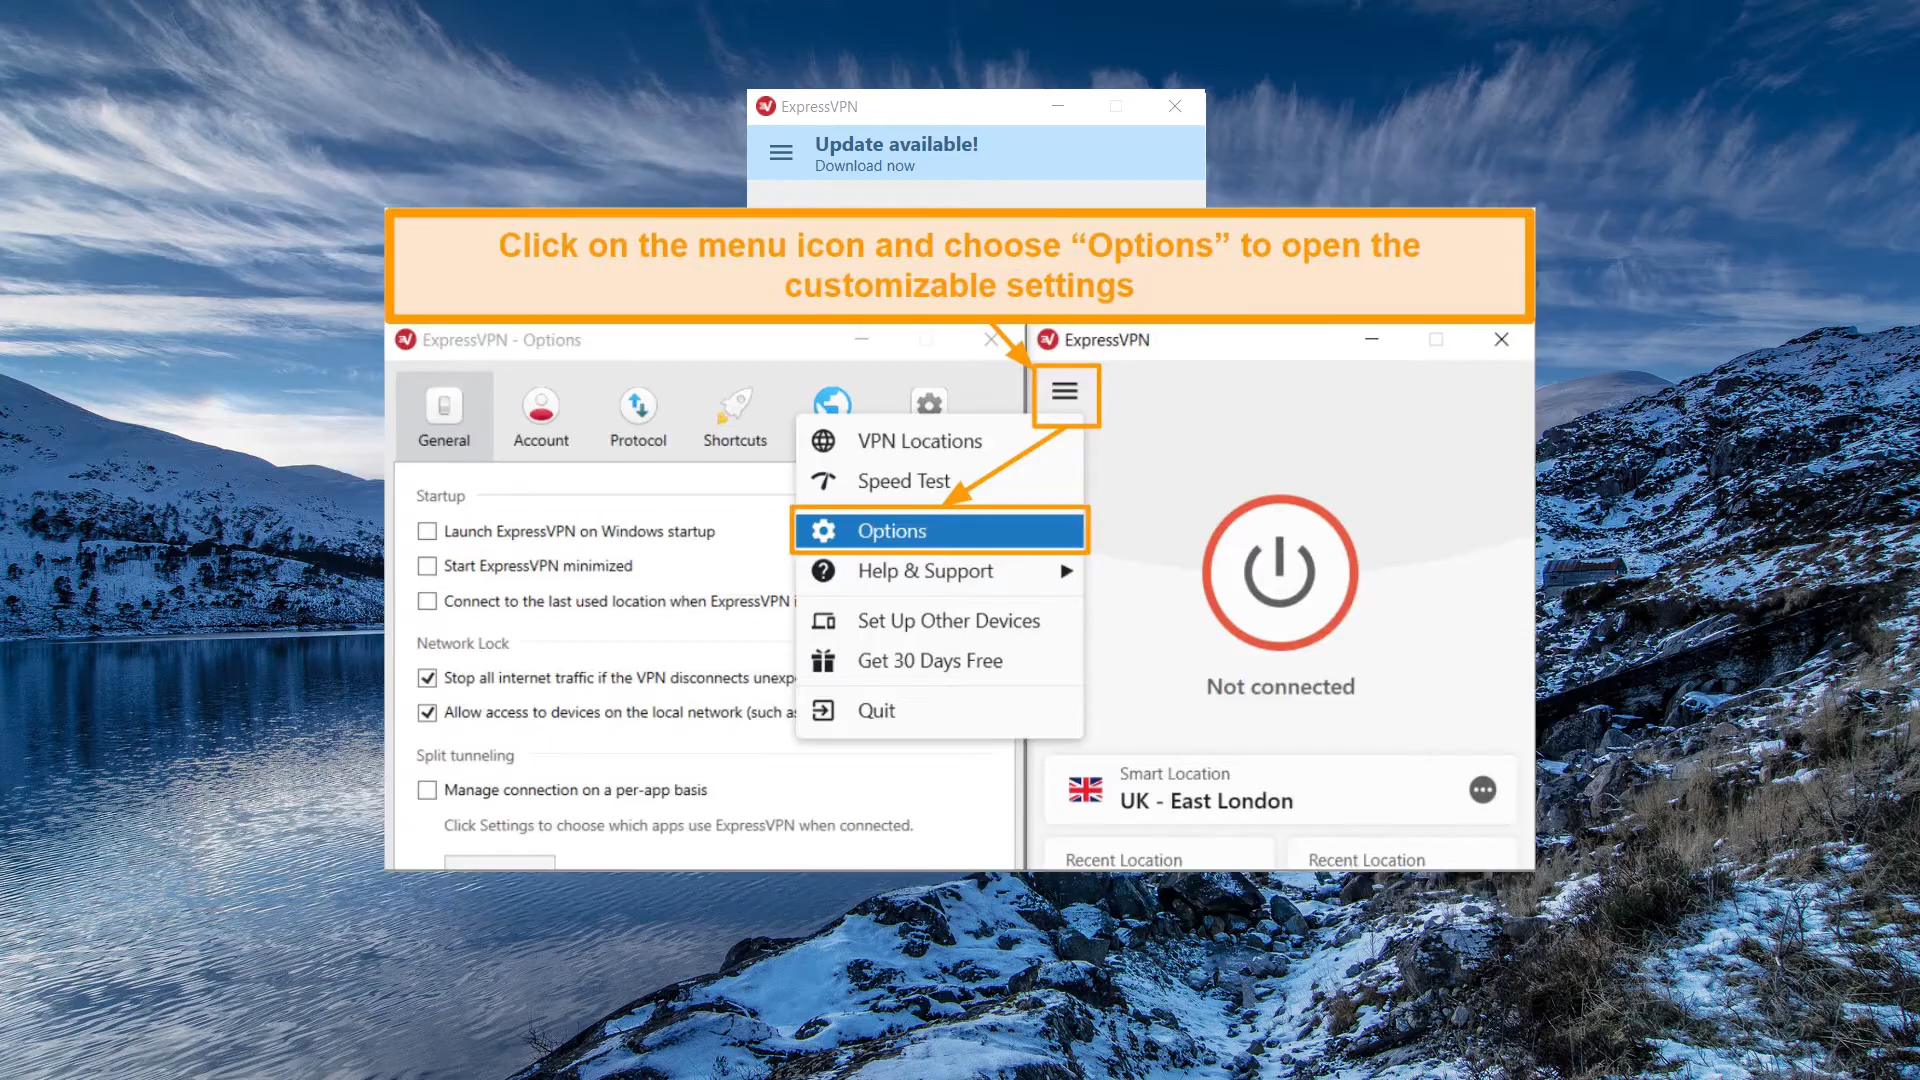 ExpressVPN
Update available!
Download now
Click on the menu icon and choose “Options” to open the
customizable settings
ExpressVPN - Options
General
Account
Protocol
Shortcuts
Startup
Launch ExpressVPN on Windows startup
Start ExpressVPN minimized
Connect to the last used location when ExpressVPN
Network Lock
Stop all internet traffic if the VPN disconnects
Allow access to devices on the local network (such
Split tunneling
Manage connection on a per-app basis
Click Settings to choose which apps use ExpressVPN when connected.
VPN Locations
Speed Test
Options
Help & Support
Set Up Other Devices
Get 30 Days Free
Quit
ExpressVPN
Not connected
Smart Location
UK - East London
Recent Location
Recent Location